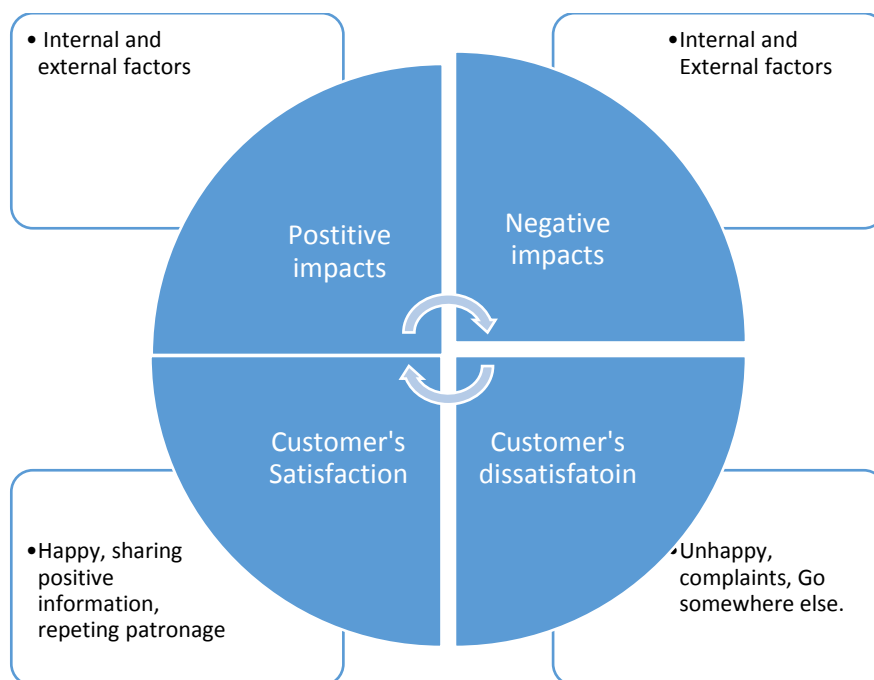 • Internal and
external factors
•Internal and
External factors
Postitive
impacts
Negative
impacts
Customer's
Satisfaction
Customer's
dissatisfatoin
•Happy, sharing
positive
information,
repeting patronage
•Unhappy,
complaints, Go
somewhere else.